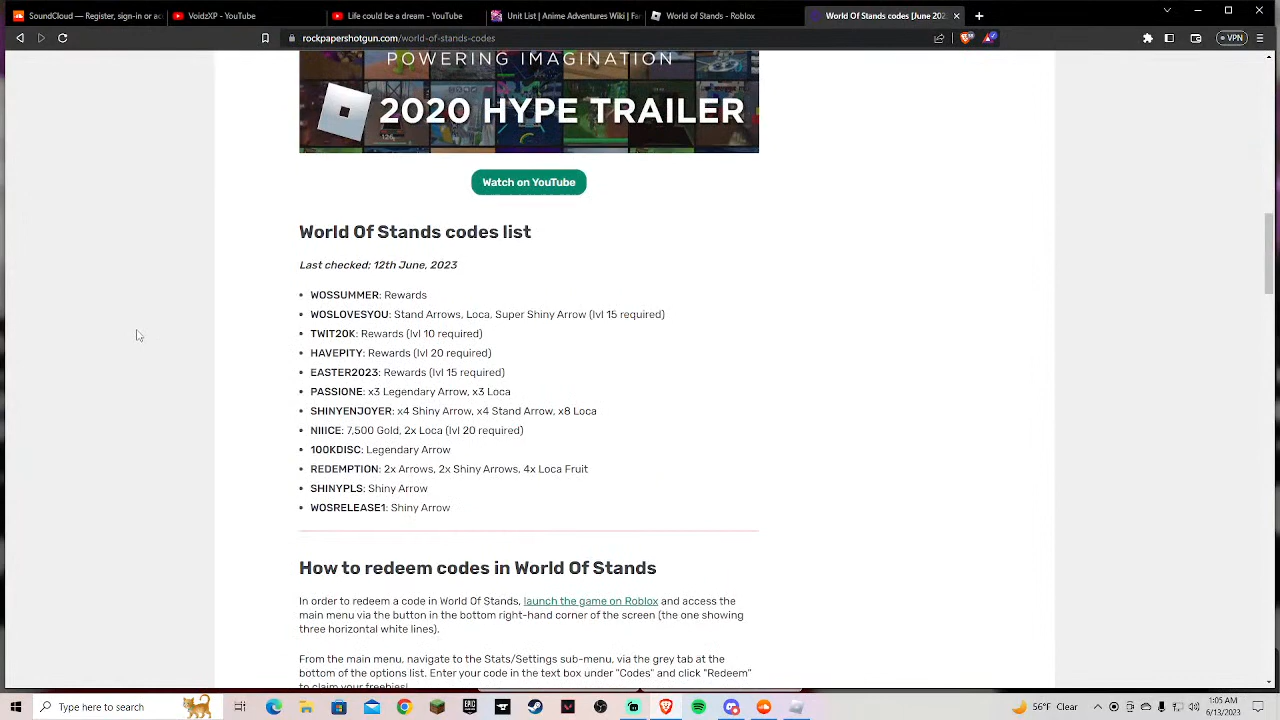 SoundCloud — Register, sign-in or a
VoidzXP - YouTube
Life could be a dream - YouTube
Unit List | Anime Adventures Wiki | Fan
World of Stands - Roblox
World Of Stands codes [June 202
rockpapershotgun.com/world-of-stands-codes
VPN
POWERING IMAGINATION
2020 HYPE TRAILER
Watch on YouTube
World Of Stands codes list
Last checked: 12th June, 2023
• WOSSUMMER: Rewards
• WOSLOVESYOU: Stand Arrows, Loca, Super Shiny Arrow (lvl 15 required)
• TWIT20K: Rewards (lvl 10 required)
• HAVEPITY: Rewards (lvl 20 required)
• EASTER2023: Rewards (lvl 15 required)
• PASSIONE: x3 Legendary Arrow, x3 Loca
• SHINYENJOYER: x4 Shiny Arrow, x4 Stand Arrow, x8 Loca
• NIIICE: 7,500 Gold, 2x Loca (lvl 20 required)
• 100KDISC: Legendary Arrow
• REDEMPTION: 2x Arrows, 2x Shiny Arrows, 4x Loca Fruit
• SHINYPLS: Shiny Arrow
• WOSRELEASE1: Shiny Arrow
How to redeem codes in World Of Stands
In order to redeem a code in World Of Stands, launch the game on Roblox and access the
main menu via the button in the bottom right-hand corner of the screen (the one showing
three horizontal white lines).
From the main menu, navigate to the Stats/Settings sub-menu, via the grey tab at the
bottom of the options list. Enter your code in the text box under "Codes" and click "Redeem"
to claim your freebies!
Type here to search
56°F Clear
1:05 AM
6/13/2023